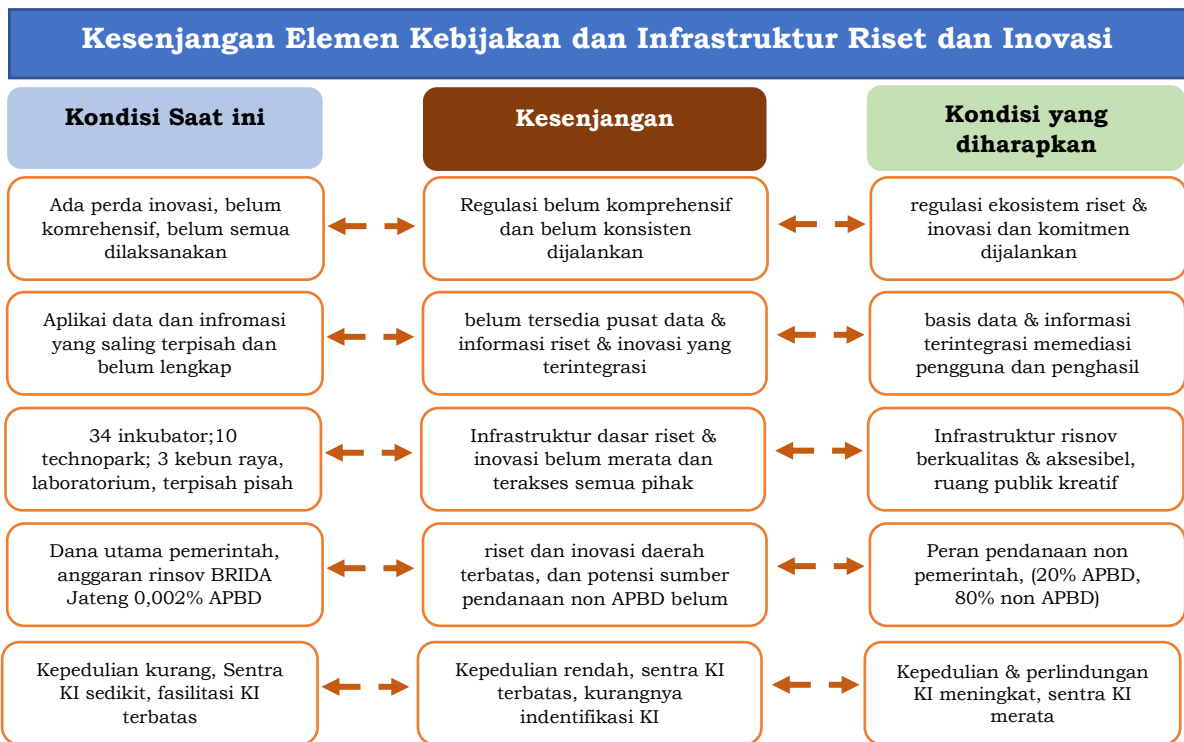 Kesenjangan Elemen Kebijakan dan Infrastruktur Riset dan Inovasi
Kondisi Saat ini
Kesenjangan
Kondisi yang
diharapkan
Ada perda inovasi, belum
komrehensif, belum semua
dilaksanakan
Regulasi belum komprehensif
dan belum konsisten
dijalankan
regulasi ekosistem riset &
inovasi dan komitmen
dijalankan
Aplikai data dan infromasi
yang saling terpisah dan
belum lengkap
belum tersedia pusat data &
informasi riset & inovasi yang
terintegrasi
basis data & informasi
terintegrasi memediasi
pengguna dan penghasil
34 inkubator;10
technopark; 3 kebun raya,
laboratorium, terpisah pisah
Infrastruktur dasar riset &
inovasi belum merata dan
terakses semua pihak
Infrastruktur risnov
berkualitas & aksesibel,
ruang publik kreatif
Dana utama pemerintah,
anggaran rinsov BRIDA
Jateng 0,002% APBD
riset dan inovasi daerah
terbatas, dan potensi sumber
pendanaan non APBD belum
Peran pendanaan non
pemerintah, (20% APBD,
80% non APBD)
Kepedulian kurang, Sentra
KI sedikit, fasilitasi KI
terbatas
Kepedulian rendah, sentra KI
terbatas, kurangnya
indentifikasi KI
Kepedulian & perlindungan
KI meningkat, sentra KI
merata